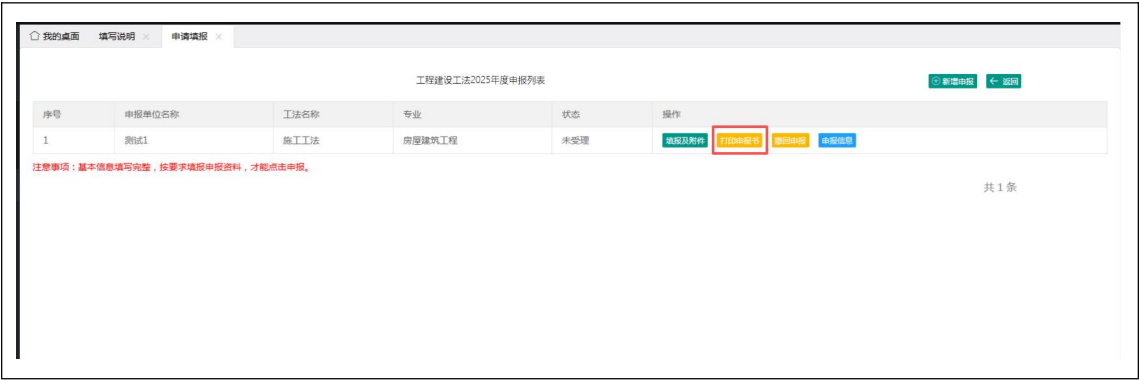 我的桌面 填写说明 × 申请填报 ×
工程建设工法2025年度申报列表 新增申报 ← 返回
序号 申报单位名称 工法名称 专业 状态 操作
1 测试1 施工工法 房屋建筑工程 未受理 填报及附件 打印申报书 撤回申报 申报信息
注意事项：基本信息填写完整，按要求填报申报资料，才能点击申报。
共 1 条